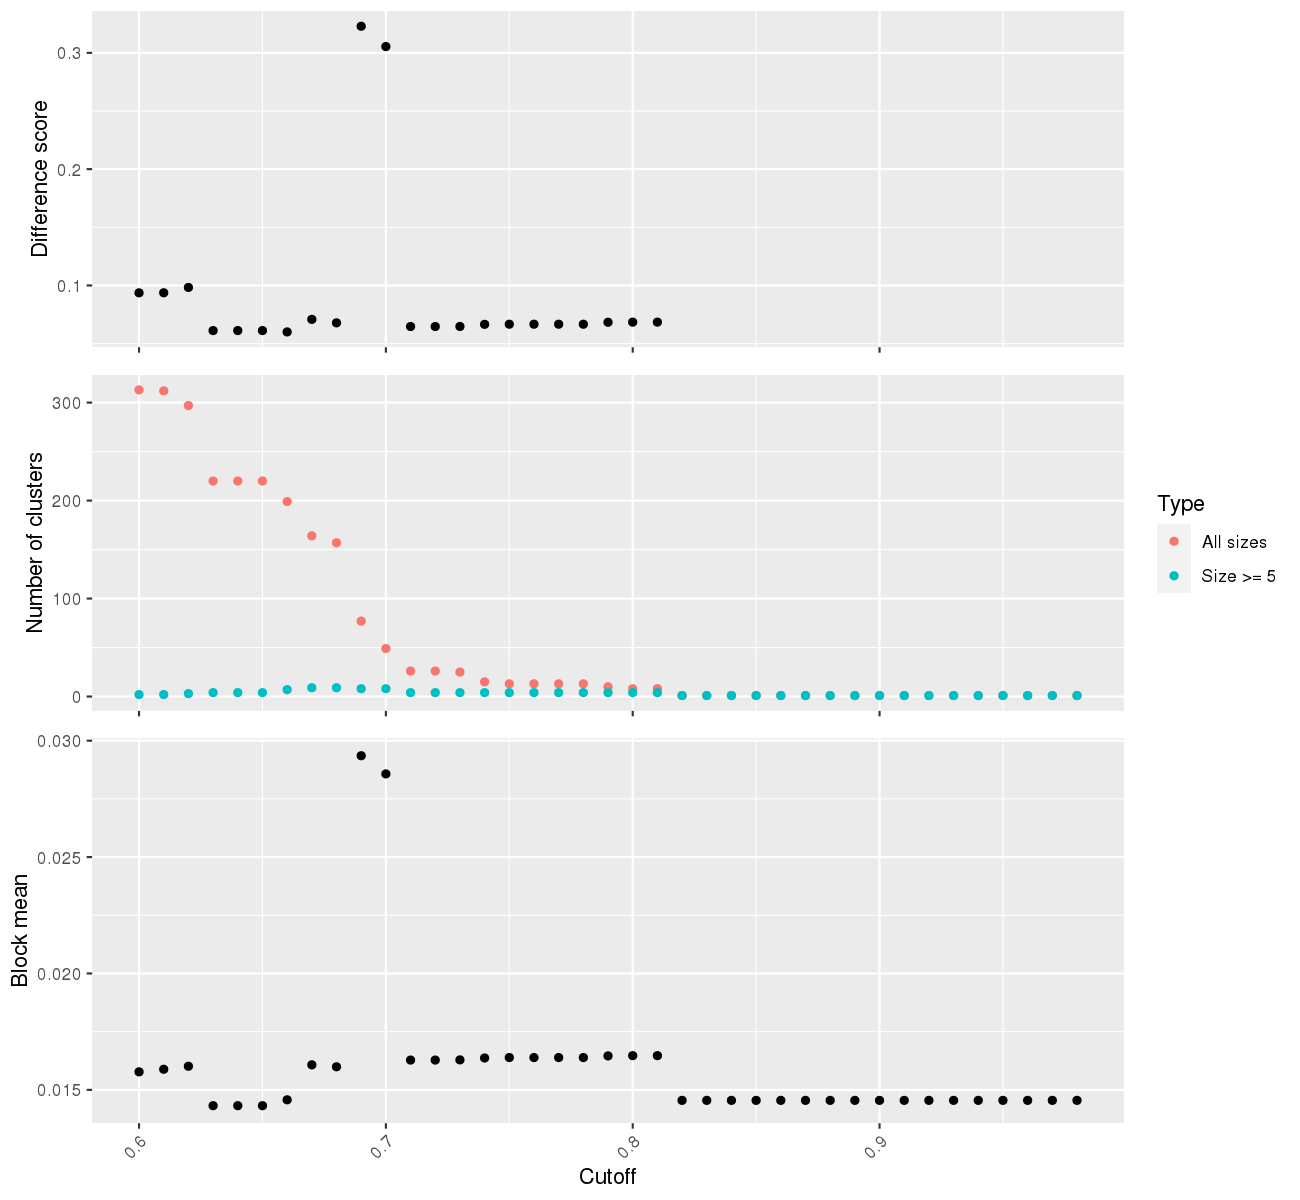 Difference score
0.3
0.2
0.1
Number of clusters
300
200
100
0
Type
All sizes
Size >= 5
Block mean
0.030
0.025
0.020
0.015
0.6
0.7
0.8
0.9
Cutoff